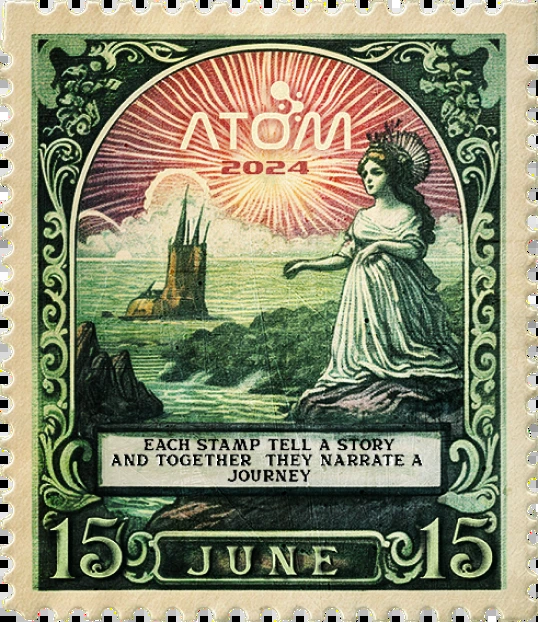 ATOM
2024
EACH STAMP TELL A STORY
AND TOGETHER THEY NARRATE A
JOURNEY
15 JUNE 15